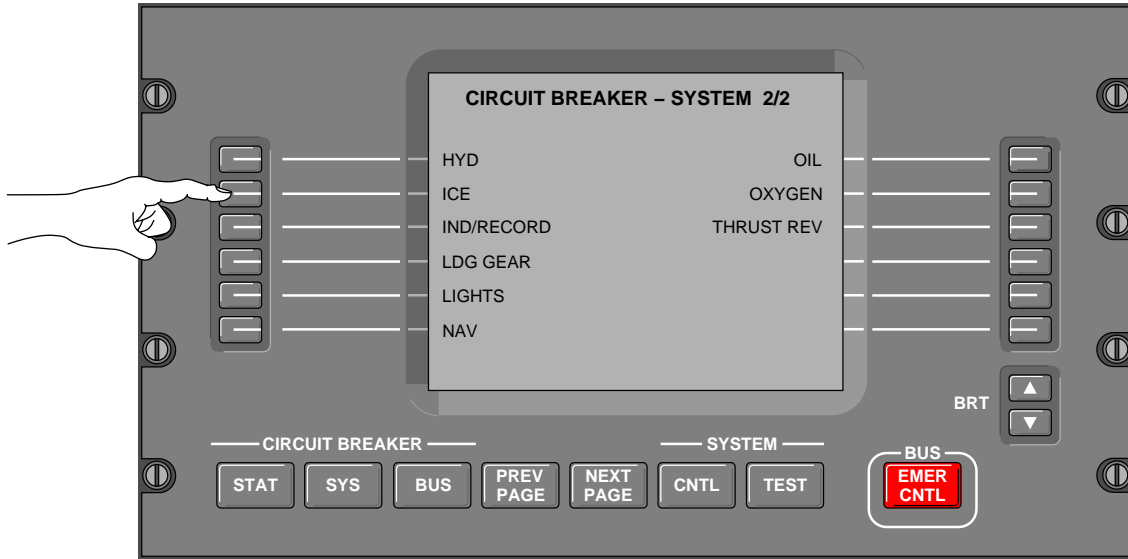 CIRCUIT BREAKER – SYSTEM 2/2
HYD OIL
ICE OXYGEN
IND/RECORD THRUST REV
LDG GEAR
LIGHTS
NAV
BRT
CIRCUIT BREAKER SYSTEM
BUS
STAT SYS BUS PREV PAGE NEXT PAGE CNTL TEST EMER CNTL